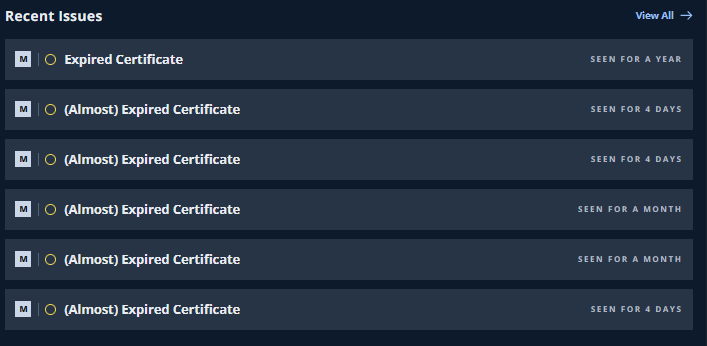 Recent Issues View All →
M Expired Certificate SEEN FOR A YEAR
M (Almost) Expired Certificate SEEN FOR 4 DAYS
M (Almost) Expired Certificate SEEN FOR 4 DAYS
M (Almost) Expired Certificate SEEN FOR A MONTH
M (Almost) Expired Certificate SEEN FOR A MONTH
M (Almost) Expired Certificate SEEN FOR 4 DAYS